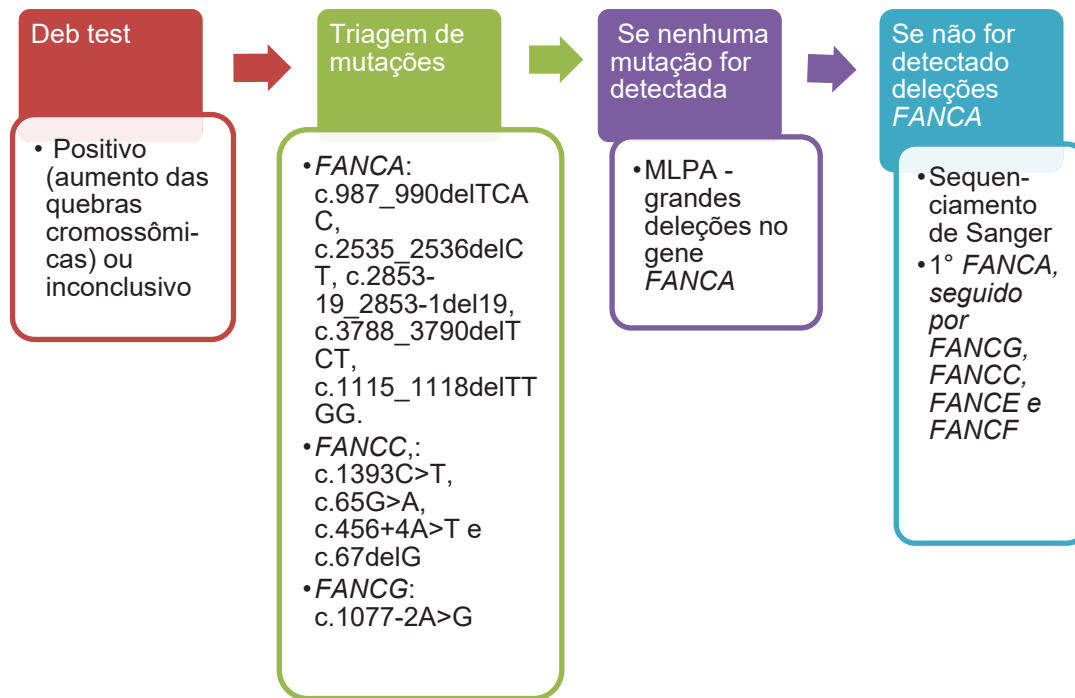 Deb test
• Positivo
(aumento das
quebras
cromossômi-
cas) ou
inconclusivo
Triagem de
mutações
•FANCA:
c.987_990delTCA
C,
c.2535_2536delC
T, c.2853-
19_2853-1del19,
c.3788_3790delT
CT,
c.1115_1118delTT
GG.
•FANCC,:
c.1393C>T,
c.65G>A,
c.456+4A>T e
c.67delG
•FANCG:
c.1077-2A>G
Se nenhuma
mutação for
detectada
•MLPA -
grandes
deleções no
gene
FANCA
Se não for
detectado
deleções
FANCA
•Sequen-
ciamento
de Sanger
•1° FANCA,
seguido
por
FANCG,
FANCC,
FANCE e
FANCF